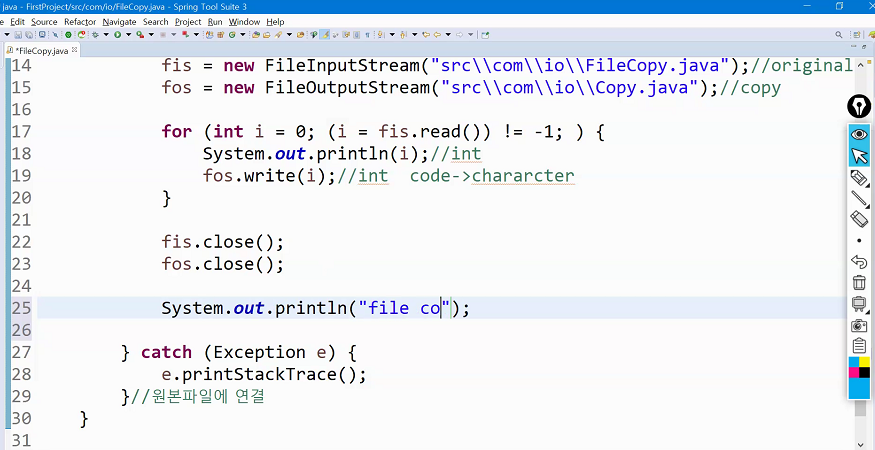 java - FirstProject/src/com/io/FileCopy.java - Spring Tool Suite 3
Edit Source Refactor Navigate Search Project Run Window Help
*FileCopy.java
14 fis = new FileInputStream("src\\com\\io\\FileCopy.java");//original
15 fos = new FileOutputStream("src\\com\\io\\Copy.java");//copy
16
17 for (int i = 0; (i = fis.read()) != -1; ) {
18 System.out.println(i);//int
19 fos.write(i);//int code->chararcter
20 }
21
22 fis.close();
23 fos.close();
24
25 System.out.println("file co");
26
27 } catch (Exception e) {
28 e.printStackTrace();
29 }//원본파일에 연결
30 }
31